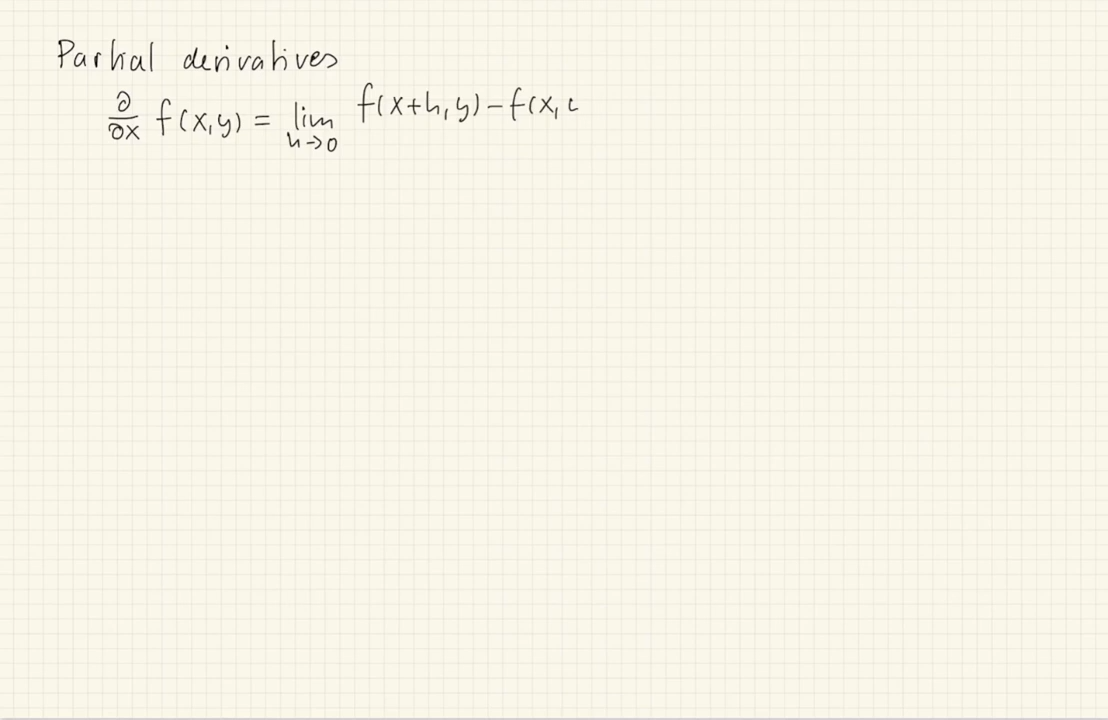 Partial derivatives
∂/∂x f(x,y) = lim h→0 f(x+h,y) − f(x,